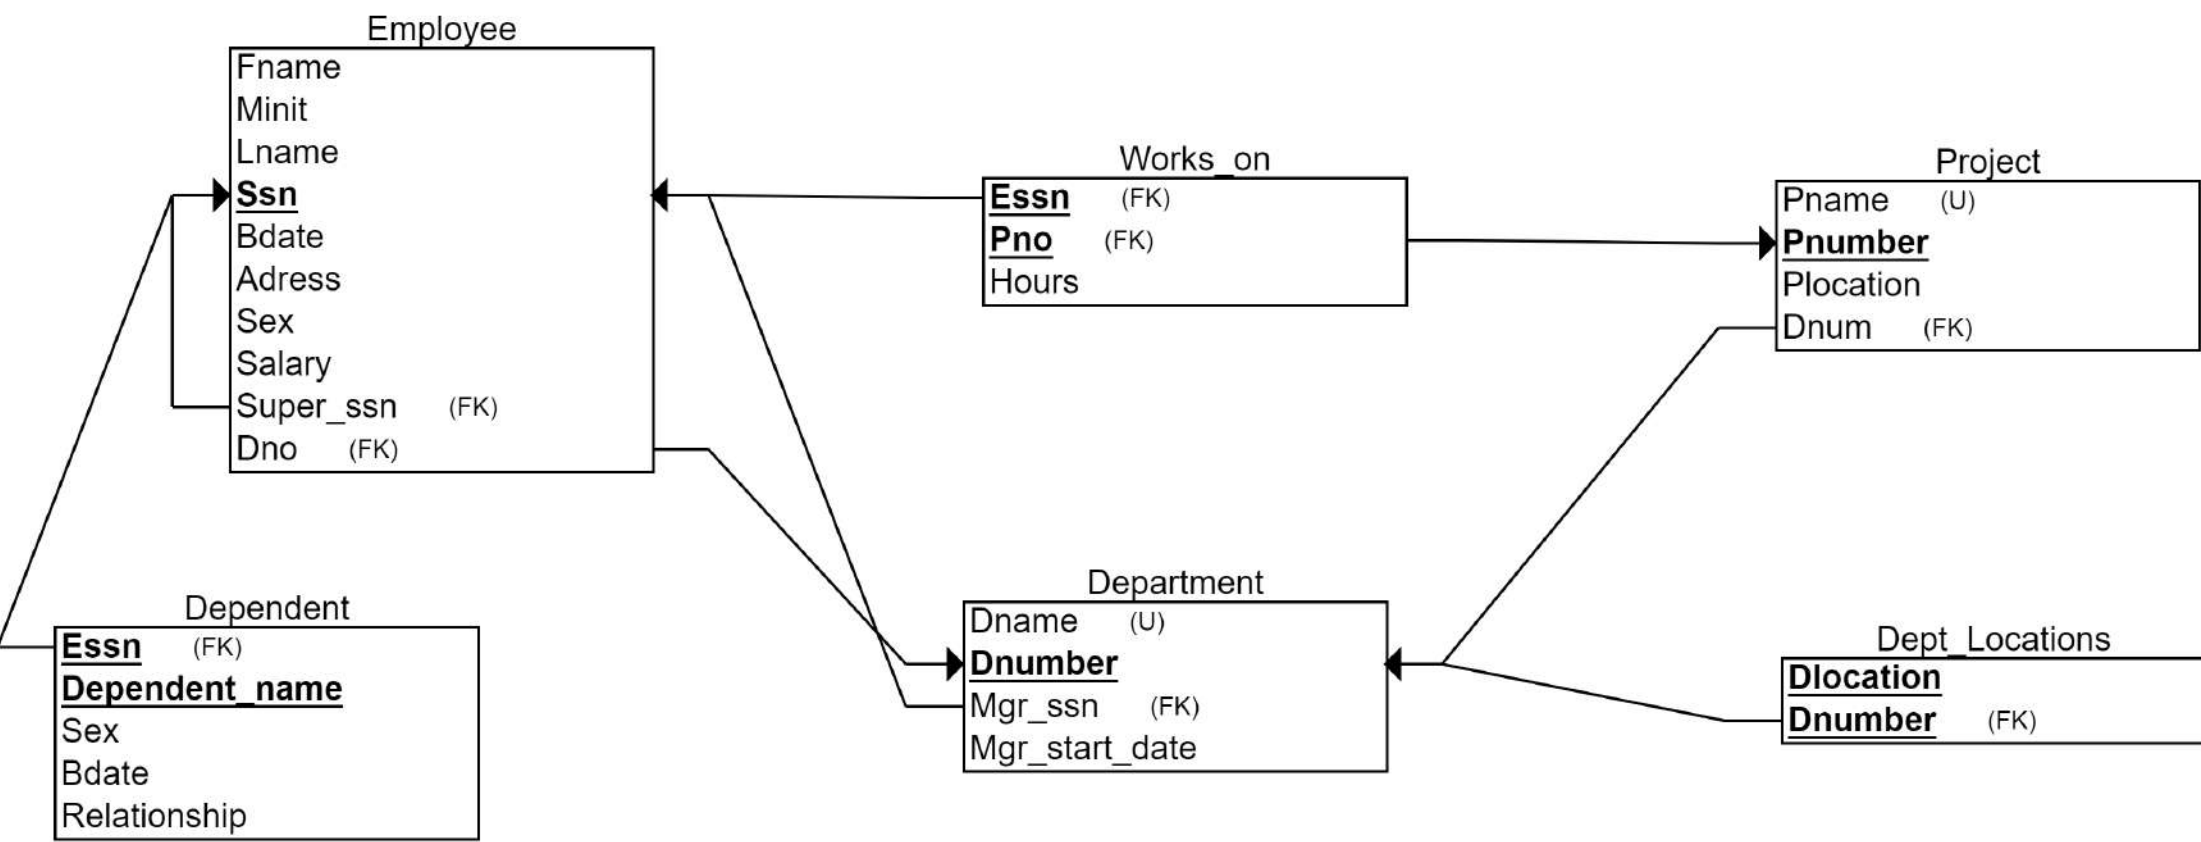 Employee
Fname
Minit
Lname
Ssn
Bdate
Adress
Sex
Salary
Super_ssn (FK)
Dno (FK)
Works_on
Essn (FK)
Pno (FK)
Hours
Project
Pname (U)
Pnumber
Plocation
Dnum (FK)
Dependent
Essn (FK)
Dependent_name
Sex
Bdate
Relationship
Department
Dname (U)
Dnumber
Mgr_ssn (FK)
Mgr_start_date
Dept_Locations
Dlocation
Dnumber (FK)